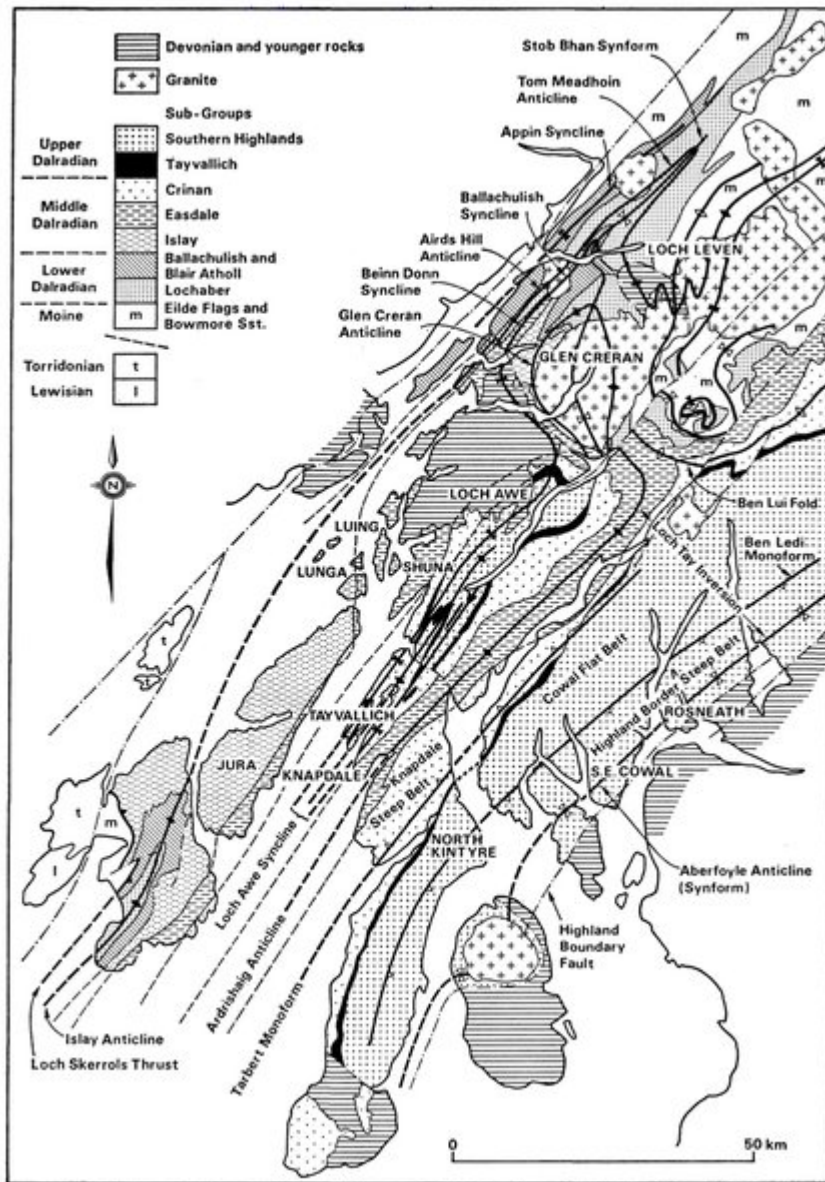 Devonian and younger rocks
Granite
Sub-Groups
Southern Highlands
Upper
Dalradian
Tayvallich
Crinan
Middle
Dalradian
Easdale
Islay
Ballachulish and
Blair Atholl
Lower
Dalradian
Lochaber
Moine
m
Eilde Flags and
Bowmore Sst.
Torridonian
t
Lewisian
l
N
Stob Bhan Synform
Tom Meadhoin
Anticline
Appin Syncline
Ballachulish
Syncline
Airds Hill
Anticline
Beinn Donn
Syncline
Glen Creran
Anticline
m
m
m
m
m
m
m
LOCH LEVEN
GLEN CRERAN
LOCH AWE
LUING
LUNGA
SHUNA
Ben Lui Fold
Ben Ledi
Monoform
Loch Tay Inversion
Cowal Flat Belt
Highland Border Steep Belt
ROSNEATH
S.E. COWAL
TAYVALLICH
KNAPDALE
Knapdale
Steep Belt
JURA
t
t
t
m
l
NORTH
KINTYRE
Loch Awe Syncline
Ardrishaig Anticline
Tarbert Monoform
Aberfoyle Anticline
(Synform)
Highland
Boundary
Fault
Islay Anticline
Loch Skerrols Thrust
0
50 km